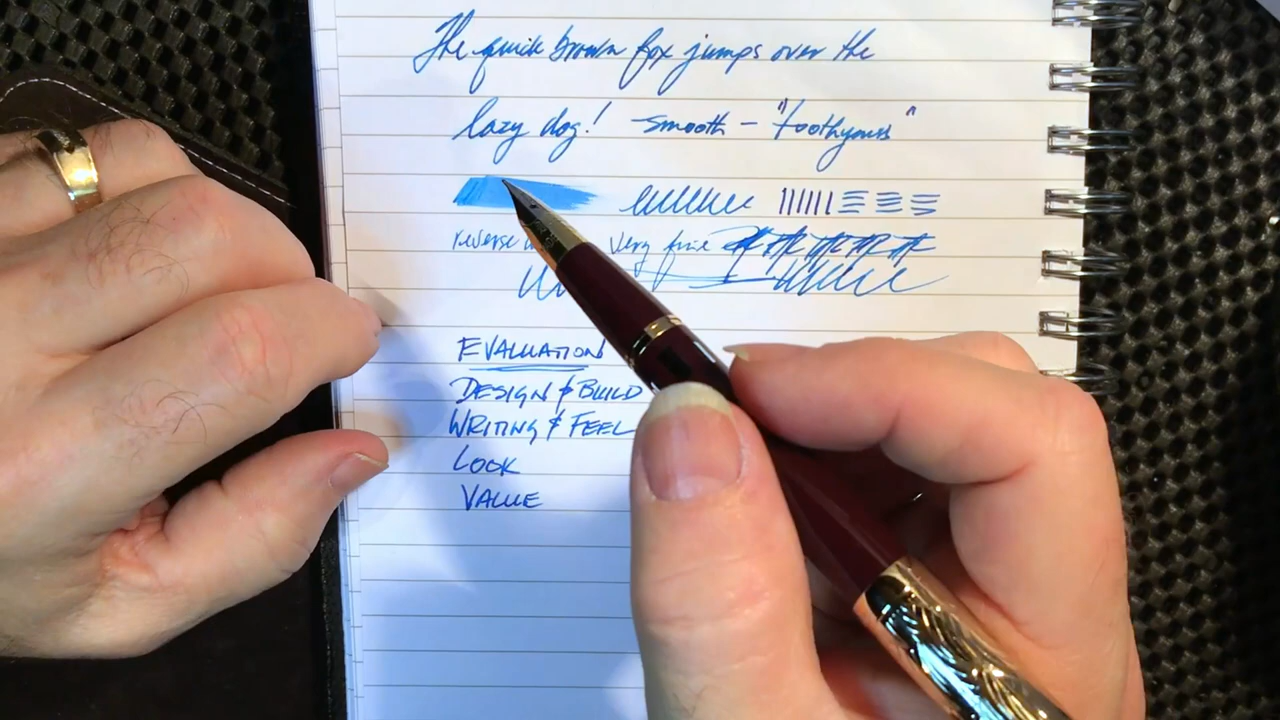 The quick brown fox jumps over the
lazy dog! Smooth - "toothyness"
reverse very fine
EVALUATION
DESIGN & BUILD
WRITING & FEEL
LOOK
VALUE